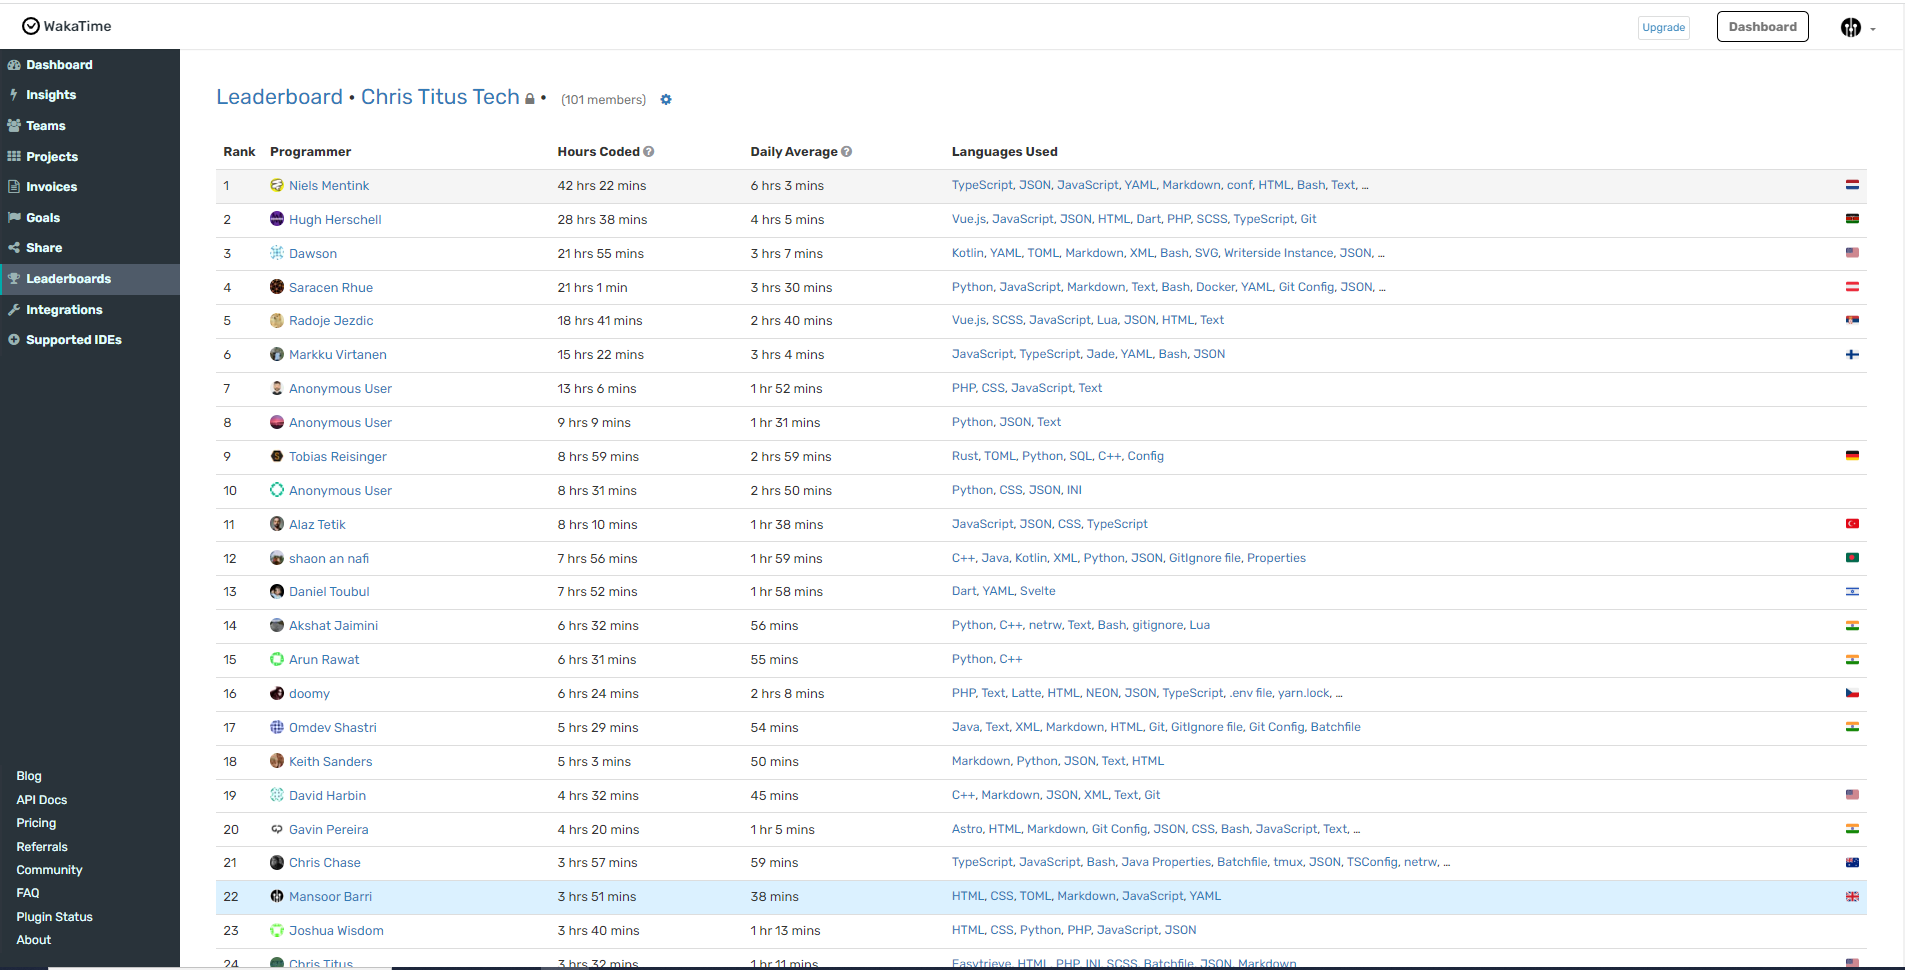 WakaTime
Upgrade
Dashboard
Dashboard
Insights
Teams
Projects
Invoices
Goals
Share
Leaderboards
Integrations
Supported IDEs
Blog
API Docs
Pricing
Referrals
Community
FAQ
Plugin Status
About
Leaderboard • Chris Titus Tech • (101 members)
Rank Programmer Hours Coded Daily Average Languages Used
1 Niels Mentink 42 hrs 22 mins 6 hrs 3 mins TypeScript, JSON, JavaScript, YAML, Markdown, conf, HTML, Bash, Text, …
2 Hugh Herschell 28 hrs 38 mins 4 hrs 5 mins Vue.js, JavaScript, JSON, HTML, Dart, PHP, SCSS, TypeScript, Git
3 Dawson 21 hrs 55 mins 3 hrs 7 mins Kotlin, YAML, TOML, Markdown, XML, Bash, SVG, Writerside Instance, JSON, …
4 Saracen Rhue 21 hrs 1 min 3 hrs 30 mins Python, JavaScript, Markdown, Text, Bash, Docker, YAML, Git Config, JSON, …
5 Radoje Jezdic 18 hrs 41 mins 2 hrs 40 mins Vue.js, SCSS, JavaScript, Lua, JSON, HTML, Text
6 Markku Virtanen 15 hrs 22 mins 3 hrs 4 mins JavaScript, TypeScript, Jade, YAML, Bash, JSON
7 Anonymous User 13 hrs 6 mins 1 hr 52 mins PHP, CSS, JavaScript, Text
8 Anonymous User 9 hrs 9 mins 1 hr 31 mins Python, JSON, Text
9 Tobias Reisinger 8 hrs 59 mins 2 hrs 59 mins Rust, TOML, Python, SQL, C++, Config
10 Anonymous User 8 hrs 31 mins 2 hrs 50 mins Python, CSS, JSON, INI
11 Alaz Tetik 8 hrs 10 mins 1 hr 38 mins JavaScript, JSON, CSS, TypeScript
12 shaon an nafi 7 hrs 56 mins 1 hr 59 mins C++, Java, Kotlin, XML, Python, JSON, GitIgnore file, Properties
13 Daniel Toubul 7 hrs 52 mins 1 hr 58 mins Dart, YAML, Svelte
14 Akshat Jaimini 6 hrs 32 mins 56 mins Python, C++, netrw, Text, Bash, gitignore, Lua
15 Arun Rawat 6 hrs 31 mins 55 mins Python, C++
16 doomy 6 hrs 24 mins 2 hrs 8 mins PHP, Text, Latte, HTML, NEON, JSON, TypeScript, .env file, yarn.lock, …
17 Omdev Shastri 5 hrs 29 mins 54 mins Java, Text, XML, Markdown, HTML, Git, GitIgnore file, Git Config, Batchfile
18 Keith Sanders 5 hrs 3 mins 50 mins Markdown, Python, JSON, Text, HTML
19 David Harbin 4 hrs 32 mins 45 mins C++, Markdown, JSON, XML, Text, Git
20 Gavin Pereira 4 hrs 20 mins 1 hr 5 mins Astro, HTML, Markdown, Git Config, JSON, CSS, Bash, JavaScript, Text, …
21 Chris Chase 3 hrs 57 mins 59 mins TypeScript, JavaScript, Bash, Java Properties, Batchfile, tmux, JSON, TSConfig, netrw, …
22 Mansoor Barri 3 hrs 51 mins 38 mins HTML, CSS, TOML, Markdown, JavaScript, YAML
23 Joshua Wisdom 3 hrs 40 mins 1 hr 13 mins HTML, CSS, Python, PHP, JavaScript, JSON
24 Chris Titus 3 hrs 32 mins 1 hr 11 mins Easytrieve, HTML, PHP, INI, SCSS, Batchfile, JSON, Markdown